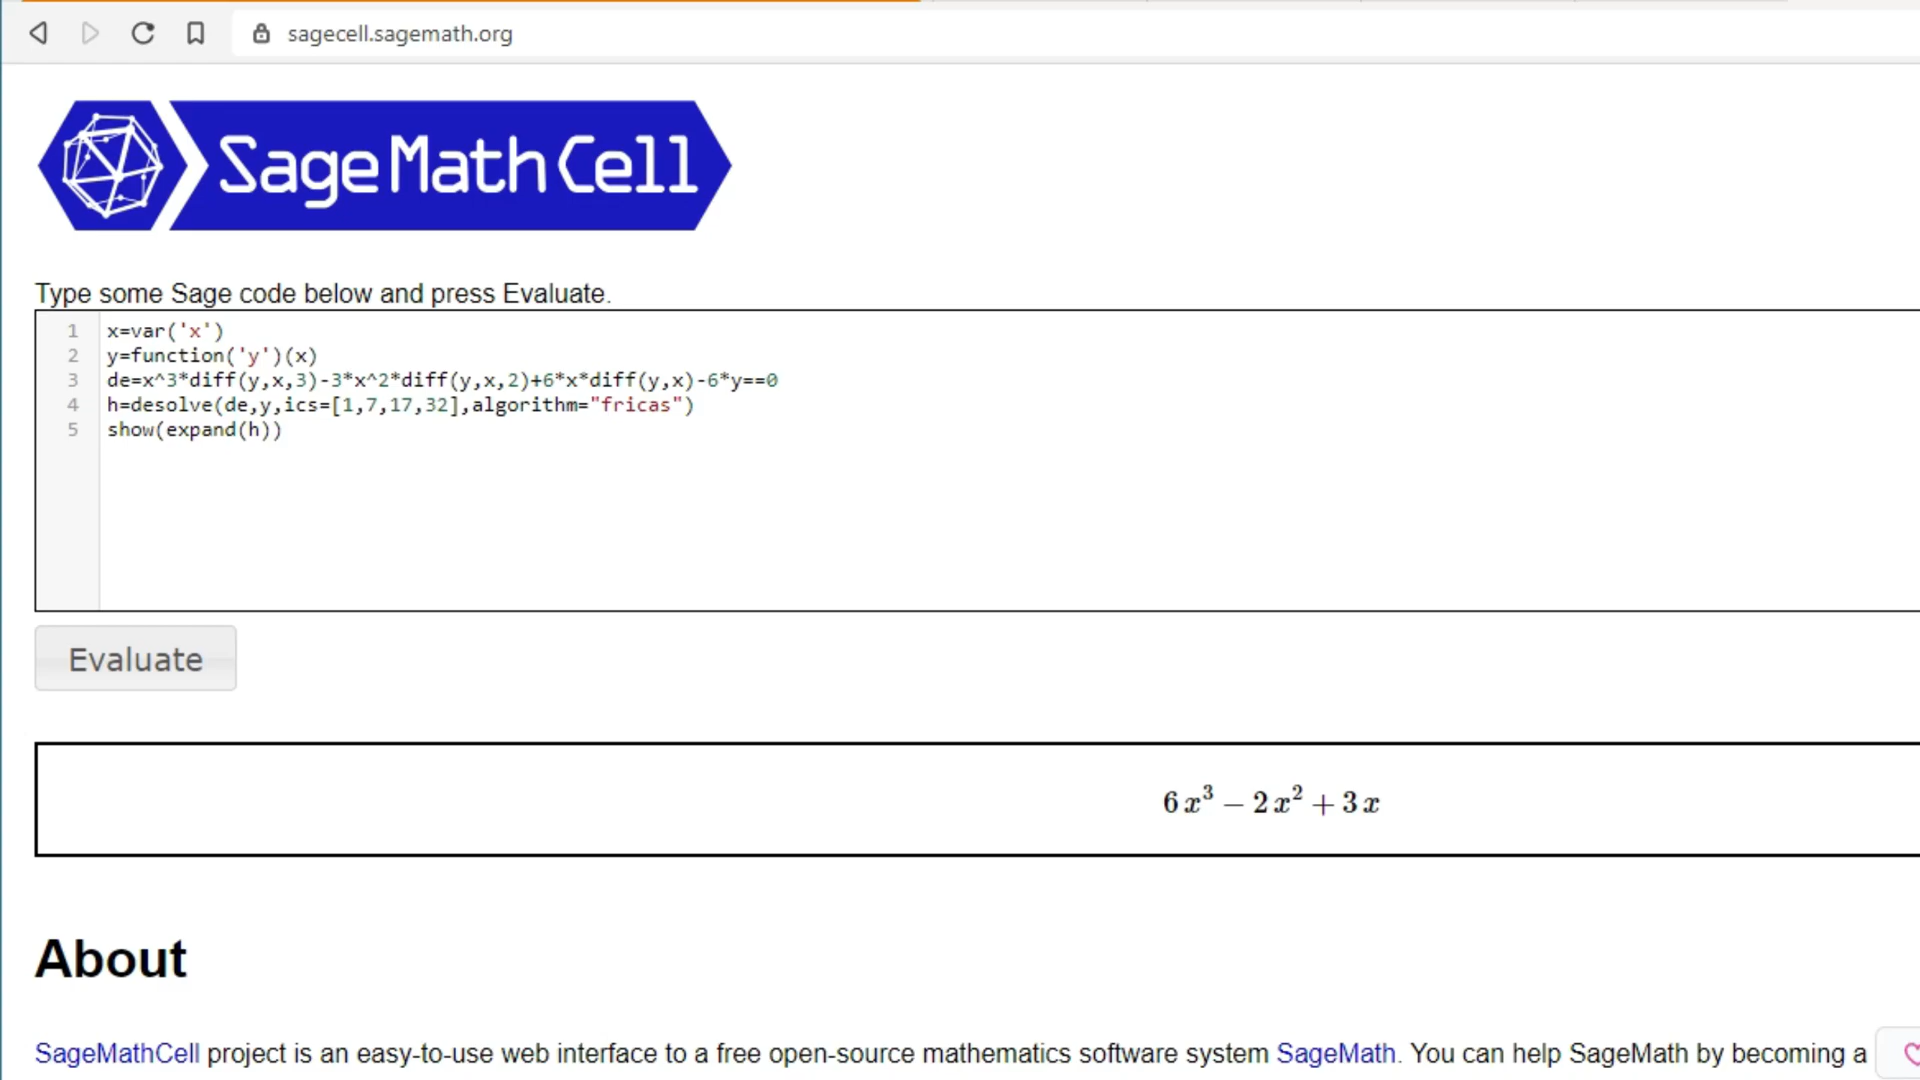 sagecell.sagemath.org
SageMathCell
Type some Sage code below and press Evaluate.
1 x=var('x')
2 y=function('y')(x)
3 de=x^3*diff(y,x,3)-3*x^2*diff(y,x,2)+6*x*diff(y,x)-6*y==0
4 h=desolve(de,y,ics=[1,7,17,32],algorithm="fricas")
5 show(expand(h))
Evaluate
6 x³ − 2 x² + 3 x
About
SageMathCell project is an easy-to-use web interface to a free open-source mathematics software system SageMath. You can help SageMath by becoming a